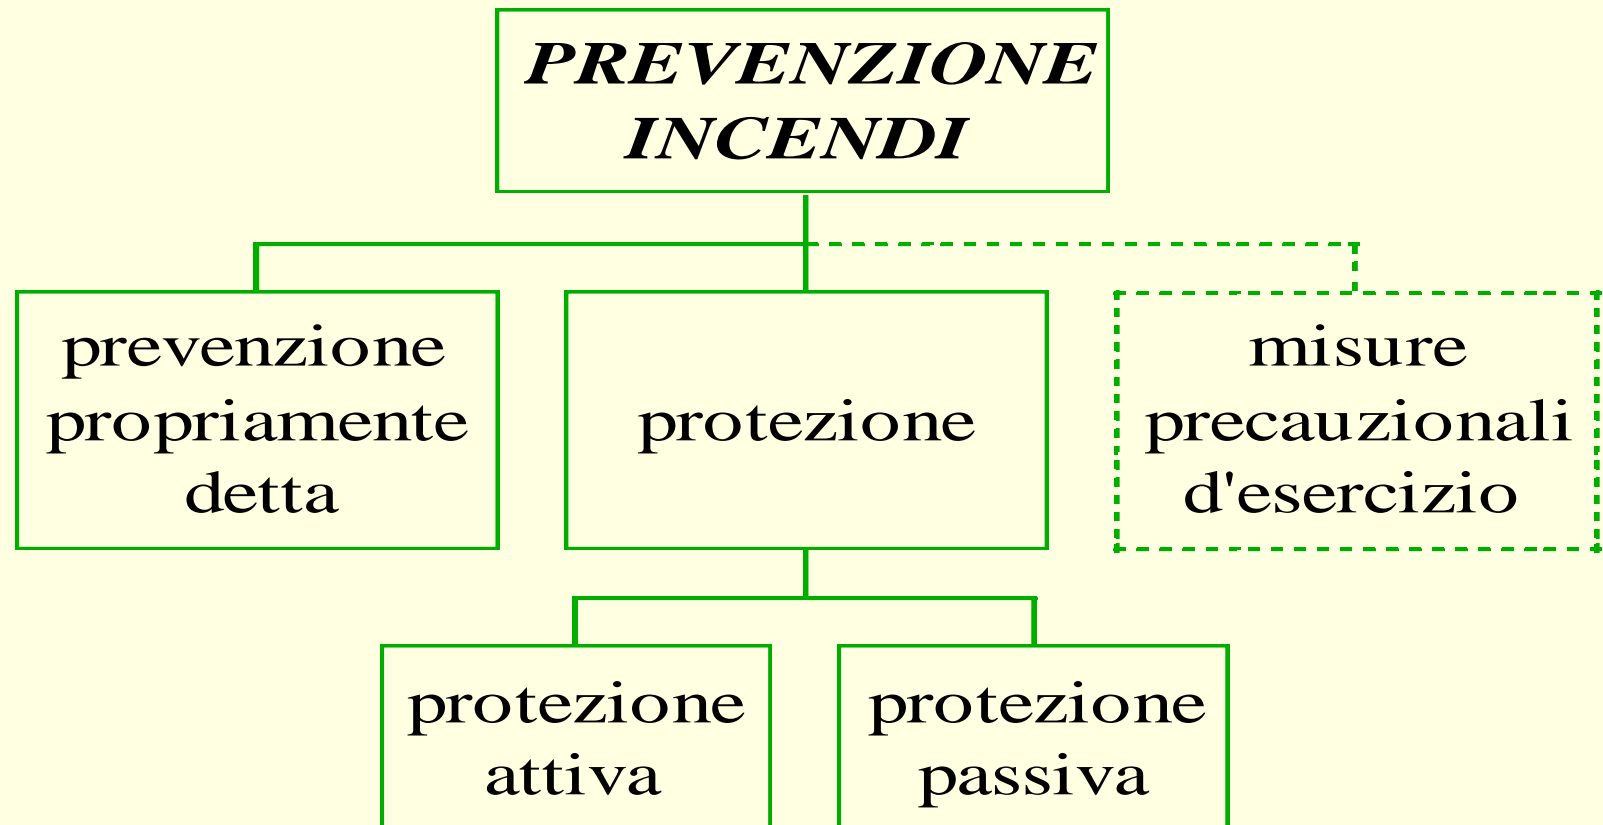 PREVENZIONE
INCENDI
prevenzione
propriamente
detta
protezione
misure
precauzionali
d'esercizio
protezione
attiva
protezione
passiva